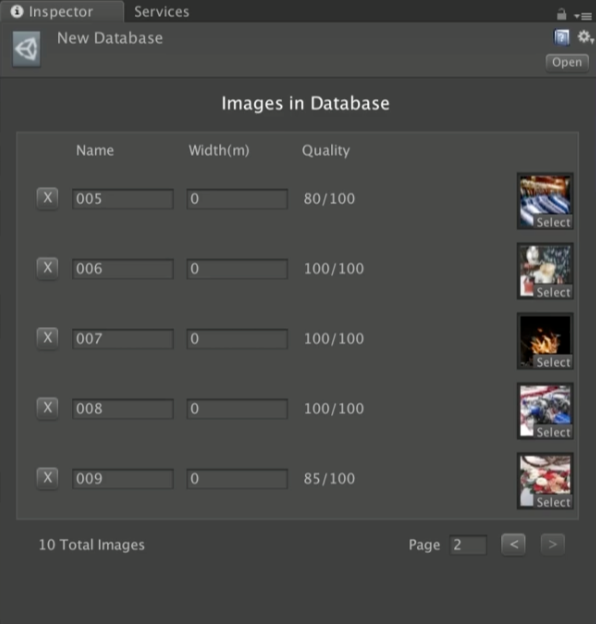 Inspector Services
New Database
Open
Images in Database
Name Width(m) Quality
X 005 0 80/100 Select
X 006 0 100/100 Select
X 007 0 100/100 Select
X 008 0 100/100 Select
X 009 0 85/100 Select
10 Total Images Page 2 < >